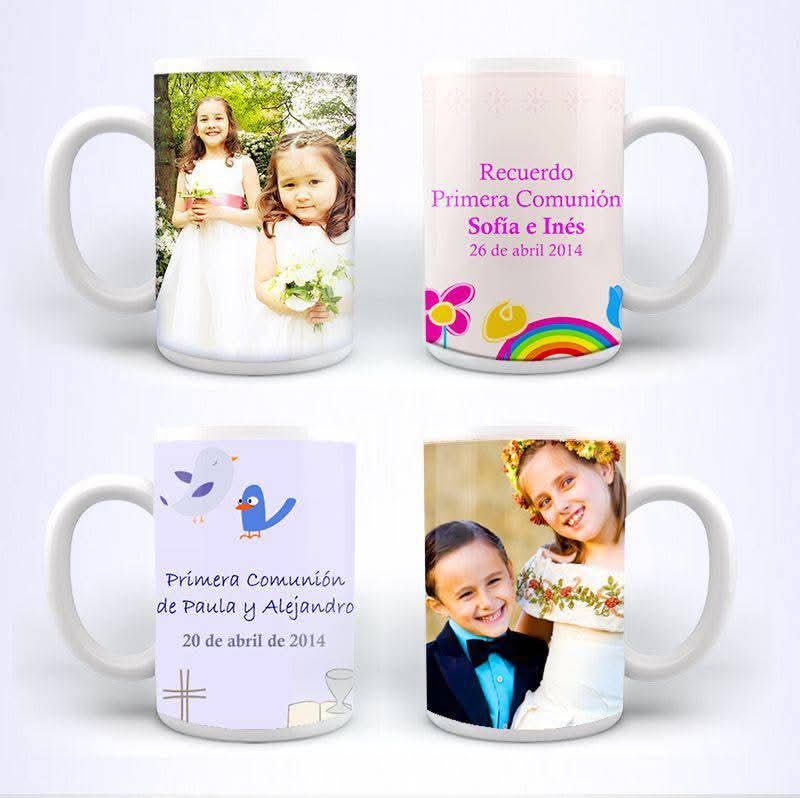 Recuerdo
Primera Comunión
Sofía e Inés
26 de abril 2014
Primera Comunión
de Paula y Alejandro
20 de abril de 2014